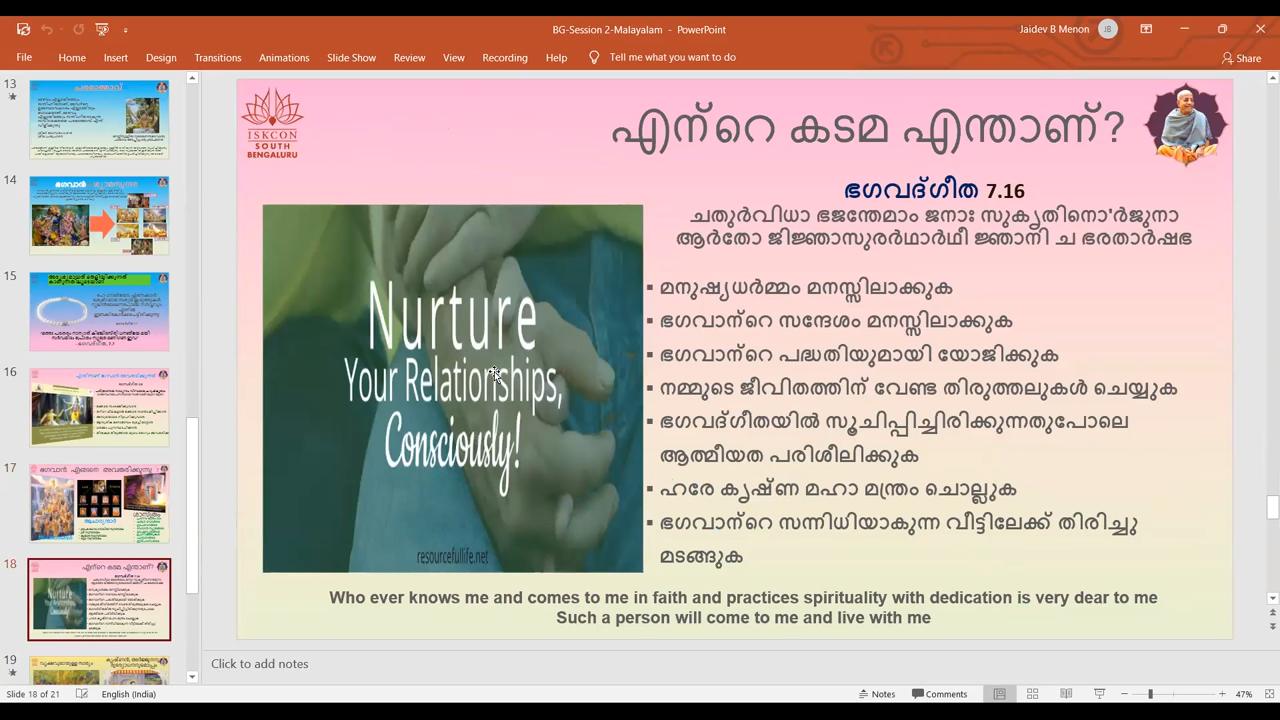 BG-Session 2-Malayalam - PowerPoint
Jaidev B Menon
JB
File Home Insert Design Transitions Animations Slide Show Review View Recording Help Tell me what you want to do
Share
13
14
15
16
17
18
19
ISKCON
SOUTH
BENGALURU
എന്റെ കടമ എന്താണ്?
ഭഗവദ്ഗീത 7.16
ചതുർവിധാ ഭജന്തേമാം ജനാഃ സുകൃതിനൊ'ർജുനാ
ആർതോ ജിജ്ഞാസുരർഥാർഥീ ജ്ഞാനി ച ഭരതാർഷഭ
▪ മനുഷ്യധർമ്മം മനസ്സിലാക്കുക
▪ ഭഗവാന്റെ സന്ദേശം മനസ്സിലാക്കുക
▪ ഭഗവാന്റെ പദ്ധതിയുമായി യോജിക്കുക
▪ നമ്മുടെ ജീവിതത്തിന് വേണ്ട തിരുത്തലുകൾ ചെയ്യുക
▪ ഭഗവദ്ഗീതയിൽ സൂചിപ്പിച്ചിരിക്കുന്നതുപോലെ
ആത്മീയത പരിശീലിക്കുക
▪ ഹരേ കൃഷ്ണ മഹാ മന്ത്രം ചൊല്ലുക
▪ ഭഗവാന്റെ സന്നിധിയാകുന്ന വീട്ടിലേക്ക് തിരിച്ചു
മടങ്ങുക
Nurture
Your Relationships,
Consciously!
resourcefullife.net
Whoever knows me and comes to me in faith and practices spirituality with dedication is very dear to me
Such a person will come to me and live with me
Click to add notes
Slide 18 of 21 English (India) Notes Comments 47%